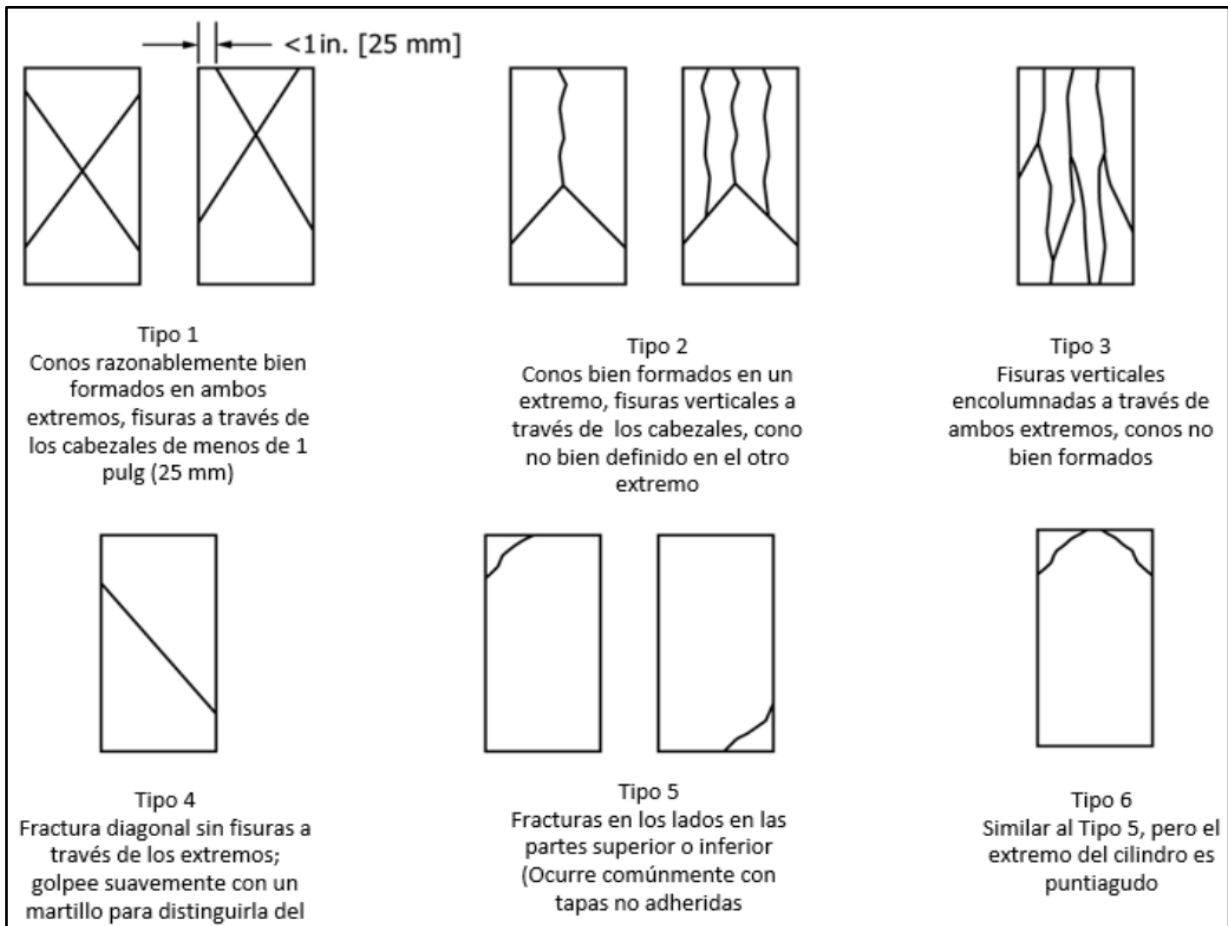 <1in. [25 mm]
Tipo 1
Conos razonablemente bien
formados en ambos
extremos, fisuras a través de
los cabezales de menos de 1
pulg (25 mm)
Tipo 2
Conos bien formados en un
extremo, fisuras verticales a
través de los cabezales, cono
no bien definido en el otro
extremo
Tipo 3
Fisuras verticales
encolumnadas a través de
ambos extremos, conos no
bien formados
Tipo 4
Fractura diagonal sin fisuras a
través de los extremos;
golpee suavemente con un
martillo para distinguirla del
Tipo 5
Fracturas en los lados en las
partes superior o inferior
(Ocurre comúnmente con
tapas no adheridas
Tipo 6
Similar al Tipo 5, pero el
extremo del cilindro es
puntiagudo